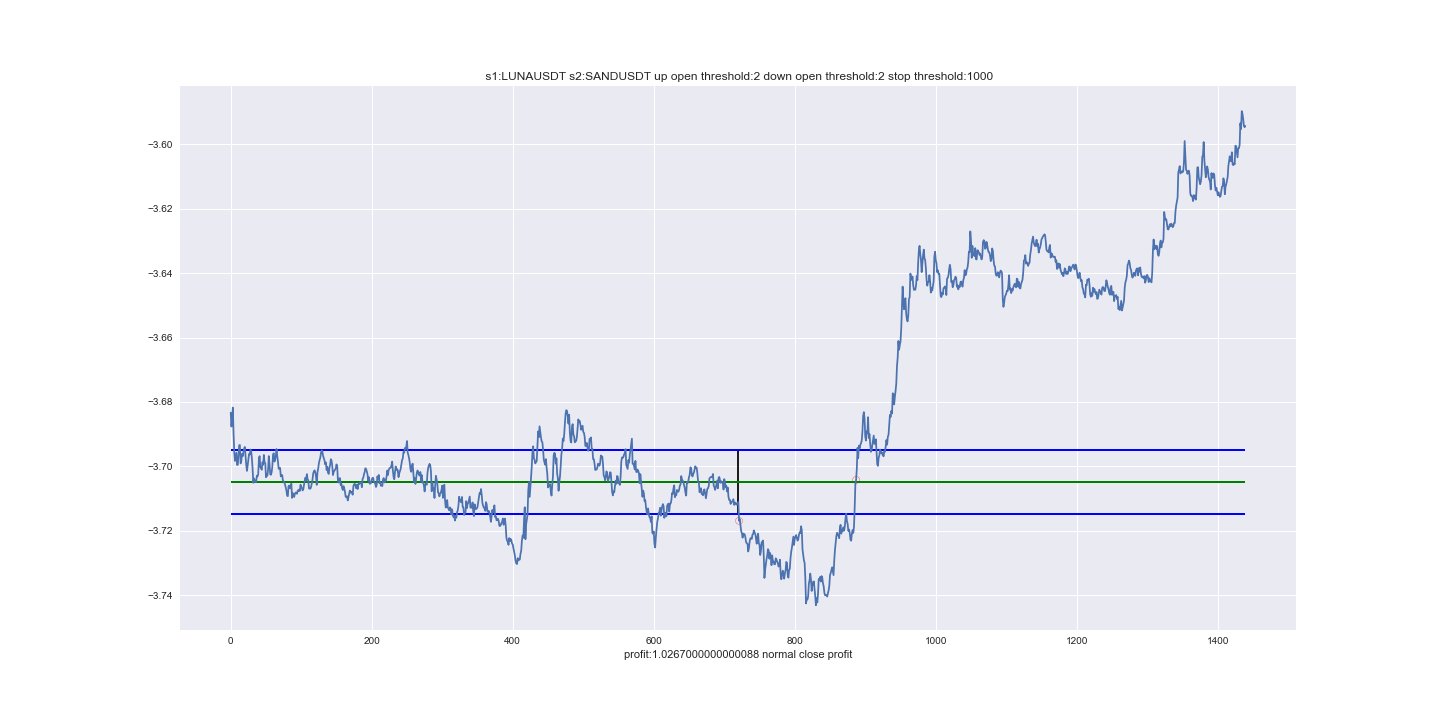 s1:LUNAUSDT s2:SANDUSDT up open threshold:2 down open threshold:2 stop threshold:1000
−3.60
−3.62
−3.64
−3.66
−3.68
−3.70
−3.72
−3.74
0 200 400 600 800 1000 1200 1400
profit:1.0267000000000088 normal close profit